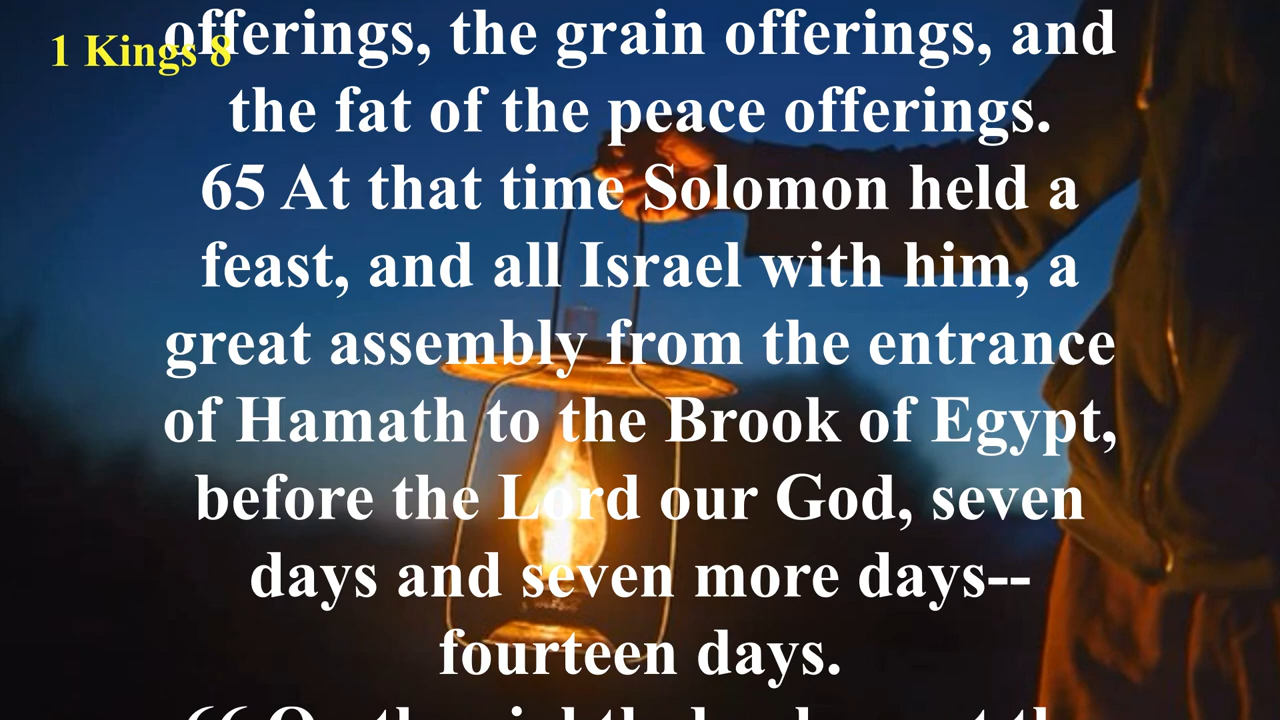 1 Kings 8
offerings, the grain offerings, and
the fat of the peace offerings.
65 At that time Solomon held a
feast, and all Israel with him, a
great assembly from the entrance
of Hamath to the Brook of Egypt,
before the Lord our God, seven
days and seven more days--
fourteen days.